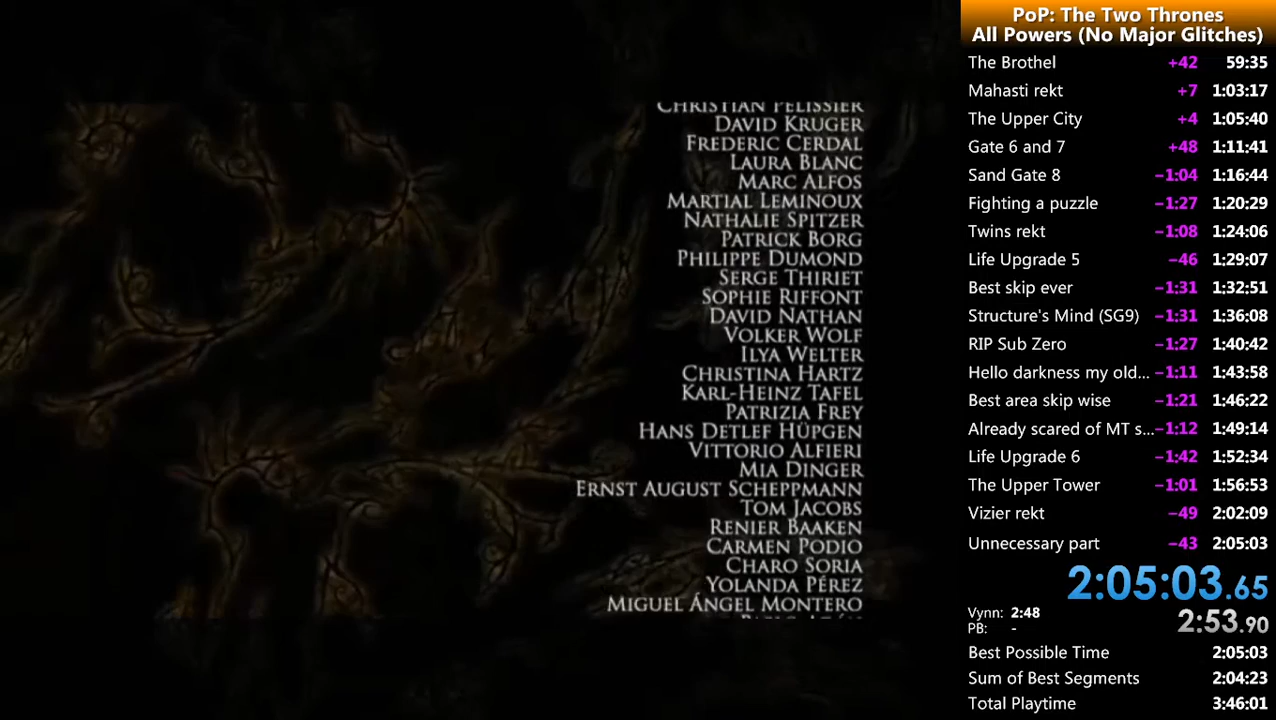 CHRISTIAN PELISSIER
DAVID KRUGER
FREDERIC CERDAL
LAURA BLANC
MARC ALFOS
MARTIAL LEMINOUX
NATHALIE SPITZER
PATRICK BORG
PHILIPPE DUMOND
SERGE THIRIET
SOPHIE RIFFONT
DAVID NATHAN
VOLKER WOLF
ILYA WELTER
CHRISTINA HARTZ
KARL-HEINZ TAFEL
PATRIZIA FREY
HANS DETLEF HÜPGEN
VITTORIO ALFIERI
MIA DINGER
ERNST AUGUST SCHEPPMANN
TOM JACOBS
RENIER BAAKEN
CARMEN PODIO
CHARO SORIA
YOLANDA PÉREZ
MIGUEL ÁNGEL MONTERO
PoP: The Two Thrones
All Powers (No Major Glitches)
The Brothel +42 59:35
Mahasti rekt +7 1:03:17
The Upper City +4 1:05:40
Gate 6 and 7 +48 1:11:41
Sand Gate 8 −1:04 1:16:44
Fighting a puzzle −1:27 1:20:29
Twins rekt −1:08 1:24:06
Life Upgrade 5 −46 1:29:07
Best skip ever −1:31 1:32:51
Structure's Mind (SG9) −1:31 1:36:08
RIP Sub Zero −1:27 1:40:42
Hello darkness my old... −1:11 1:43:58
Best area skip wise −1:21 1:46:22
Already scared of MT s... −1:12 1:49:14
Life Upgrade 6 −1:42 1:52:34
The Upper Tower −1:01 1:56:53
Vizier rekt −49 2:02:09
Unnecessary part −43 2:05:03
2:05:03.65
Vynn: 2:48 2:53.90
PB: -
Best Possible Time 2:05:03
Sum of Best Segments 2:04:23
Total Playtime 3:46:01